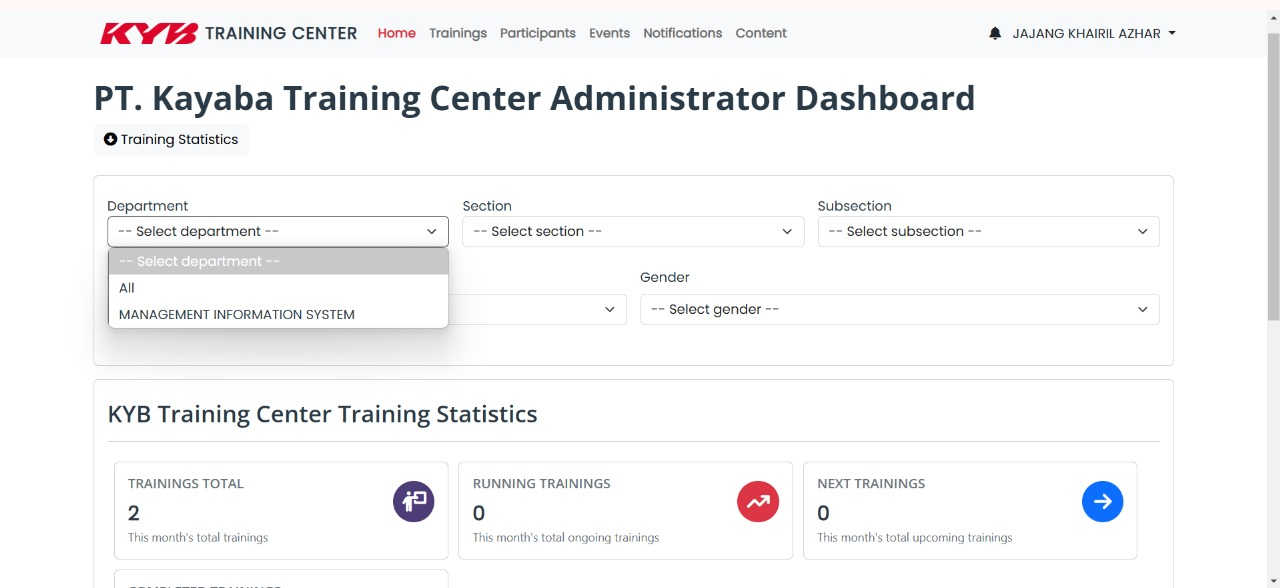 KYB TRAINING CENTER Home Trainings Participants Events Notifications Content JAJANG KHAIRIL AZHAR
PT. Kayaba Training Center Administrator Dashboard
Training Statistics
Department Section Subsection
-- Select department -- -- Select section -- -- Select subsection --
-- Select department --
All
MANAGEMENT INFORMATION SYSTEM
Gender
-- Select gender --
KYB Training Center Training Statistics
TRAININGS TOTAL RUNNING TRAININGS NEXT TRAININGS
2 0 0
This month's total trainings This month's total ongoing trainings This month's total upcoming trainings